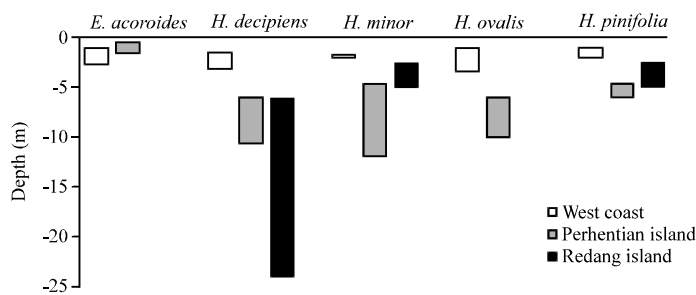 E. acoroides H. decipiens H. minor H. ovalis H. pinifolia
0
-5
-10
-15
-20
-25
Depth (m)
West coast
Perhentian island
Redang island